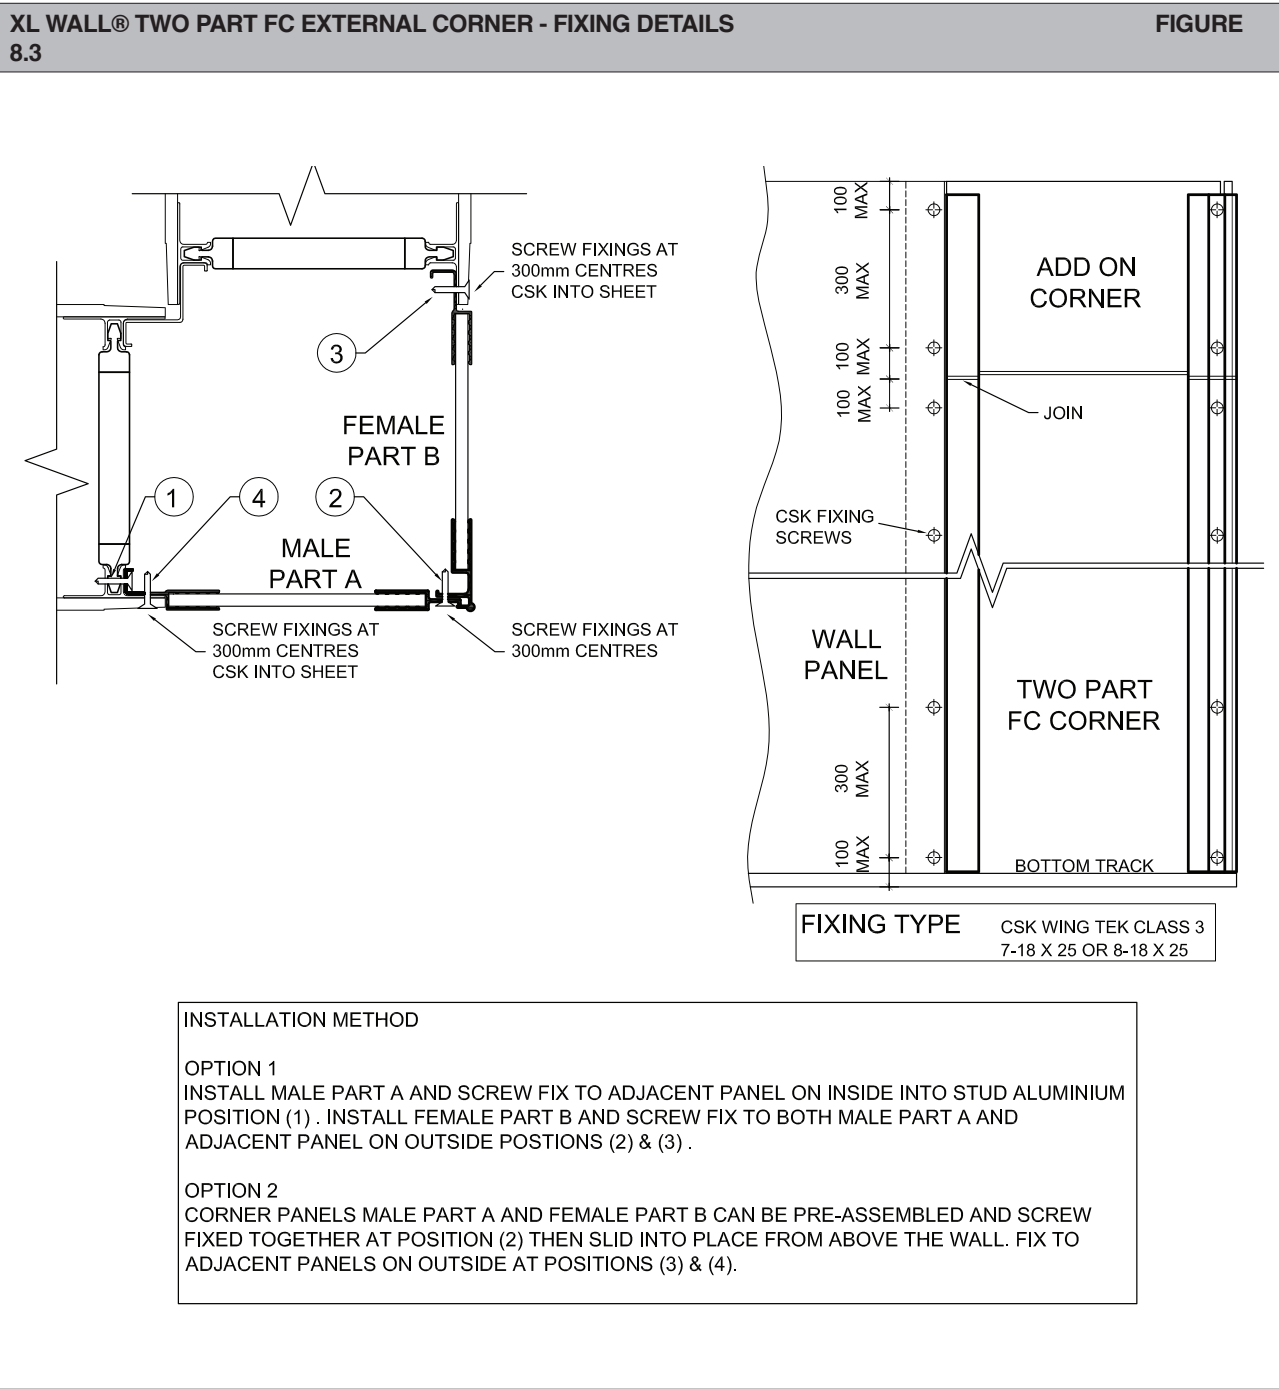 XL WALL® TWO PART FC EXTERNAL CORNER - FIXING DETAILS FIGURE
8.3
SCREW FIXINGS AT
300mm CENTRES
CSK INTO SHEET
3
FEMALE
PART B
1
4
2
MALE
PART A
SCREW FIXINGS AT
300mm CENTRES
CSK INTO SHEET
SCREW FIXINGS AT
300mm CENTRES
100
MAX
300
MAX
100
MAX
100
MAX
ADD ON
CORNER
JOIN
CSK FIXING
SCREWS
WALL
PANEL
TWO PART
FC CORNER
300
MAX
100
MAX
BOTTOM TRACK
FIXING TYPE CSK WING TEK CLASS 3
7-18 X 25 OR 8-18 X 25
INSTALLATION METHOD
OPTION 1
INSTALL MALE PART A AND SCREW FIX TO ADJACENT PANEL ON INSIDE INTO STUD ALUMINIUM
POSITION (1) . INSTALL FEMALE PART B AND SCREW FIX TO BOTH MALE PART A AND
ADJACENT PANEL ON OUTSIDE POSTIONS (2) & (3) .
OPTION 2
CORNER PANELS MALE PART A AND FEMALE PART B CAN BE PRE-ASSEMBLED AND SCREW
FIXED TOGETHER AT POSITION (2) THEN SLID INTO PLACE FROM ABOVE THE WALL. FIX TO
ADJACENT PANELS ON OUTSIDE AT POSITIONS (3) & (4).